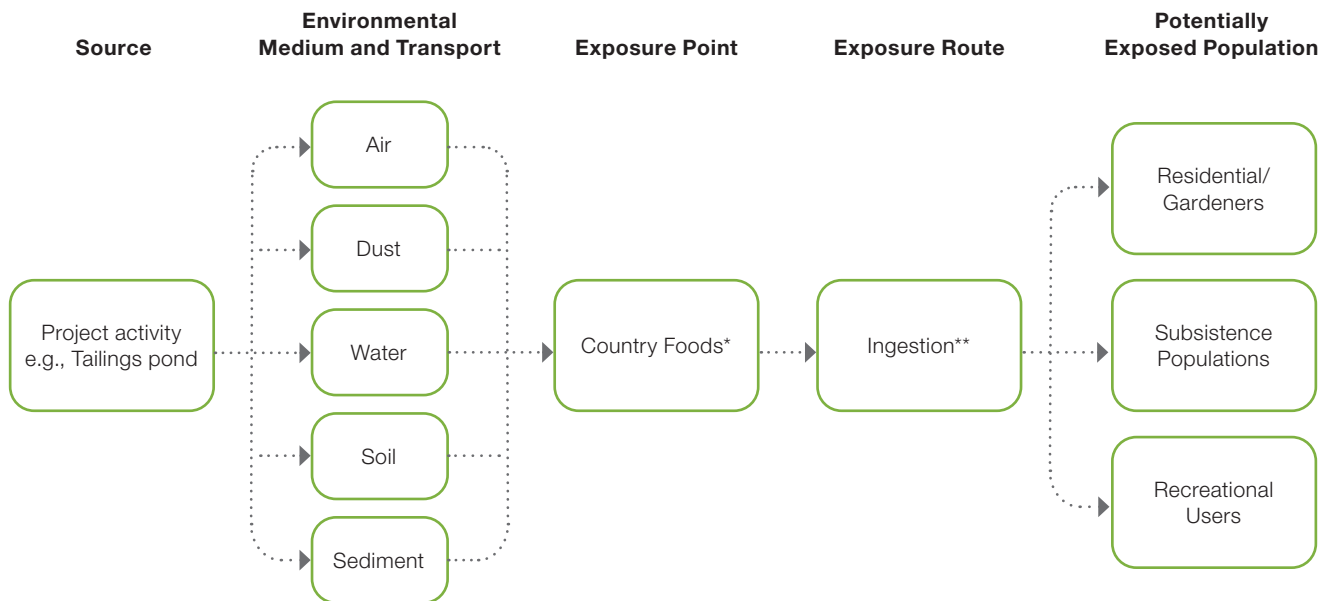 Source
Environmental
Medium and Transport
Exposure Point
Exposure Route
Potentially
Exposed Population
Air
Dust
Water
Soil
Sediment
Project activity
e.g., Tailings pond
Country Foods*
Ingestion**
Residential/
Gardeners
Subsistence
Populations
Recreational
Users